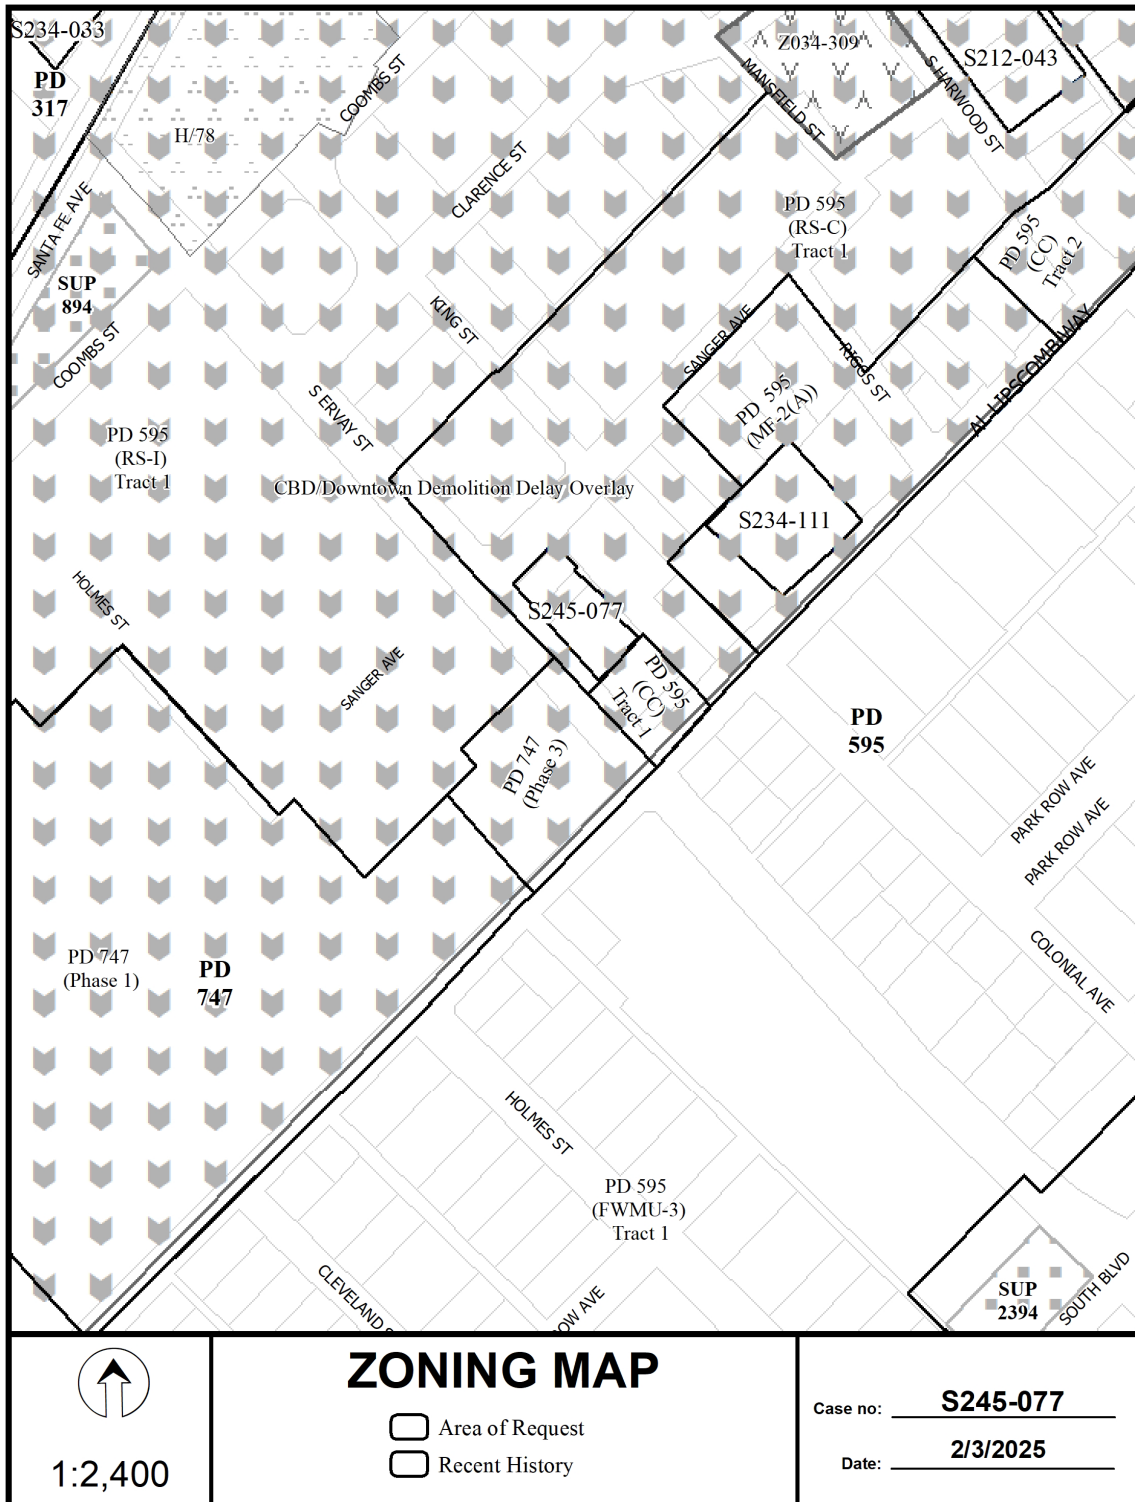 S234-033
PD
317
H/78
COOMBS ST
CLARENCE ST
Z034-309
MANSFIELD ST
S HARWOOD ST
S212-043
SANTA FE AVE
SUP
894
COOMBS ST
KING ST
PD 595
(RS-C)
Tract 1
PD 595
(CC)
Tract 2
SANGER AVE
RIGGS ST
AL LIPSCOMB WAY
S ERVAY ST
PD 595
(MF-2(A))
PD 595
(RS-I)
Tract 1
CBD/Downtown Demolition Delay Overlay
S234-111
HOLMES ST
S245-077
SANGER AVE
PD 595
(CC)
Tract 1
PD 747
(Phase 3)
PD
595
PARK ROW AVE
PARK ROW AVE
COLONIAL AVE
PD 747
(Phase 1)
PD
747
HOLMES ST
PD 595
(FWMU-3)
Tract 1
CLEVELAND S
ROW AVE
SUP
2394
SOUTH BLVD
1:2,400
ZONING MAP
Area of Request
Recent History
Case no: S245-077
Date: 2/3/2025